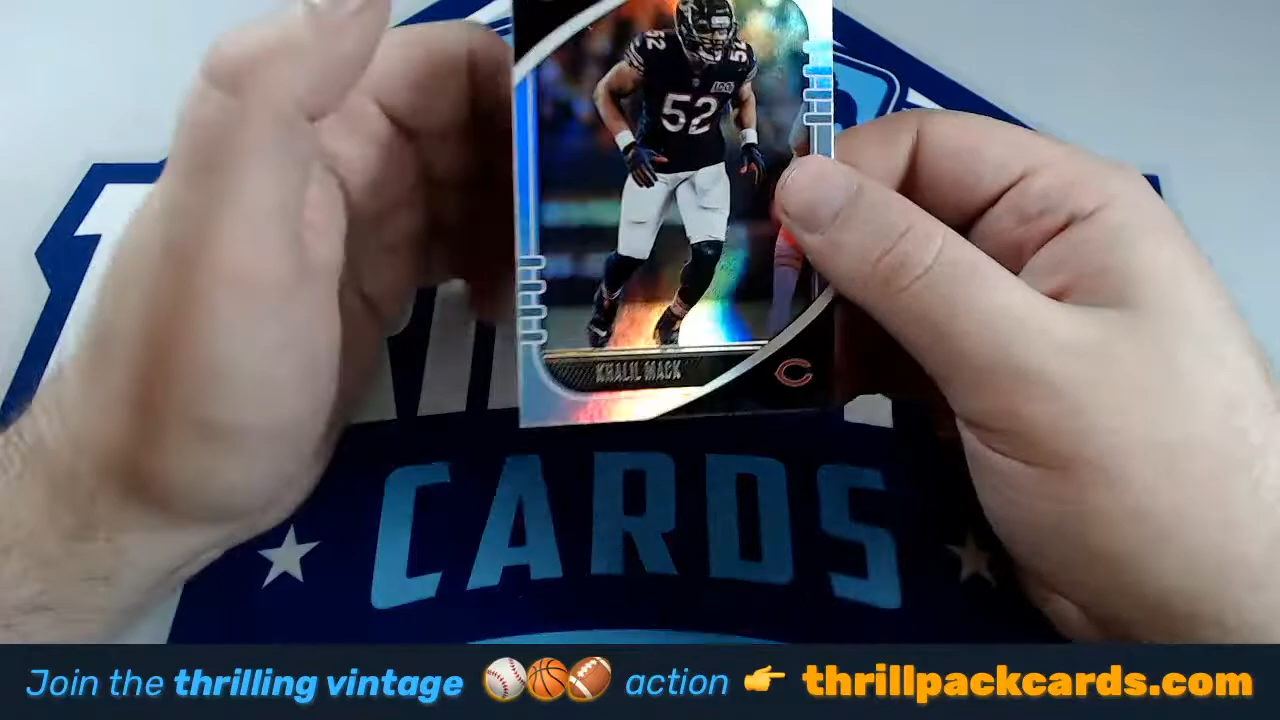 52
52
52
KHALIL MACK
C
CARDS
Join the thrilling vintage action thrillpackcards.com